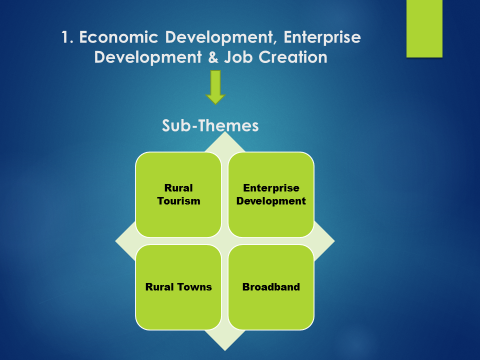 1. Economic Development, Enterprise
Development & Job Creation
Sub-Themes
Rural
Tourism
Enterprise
Development
Rural Towns
Broadband